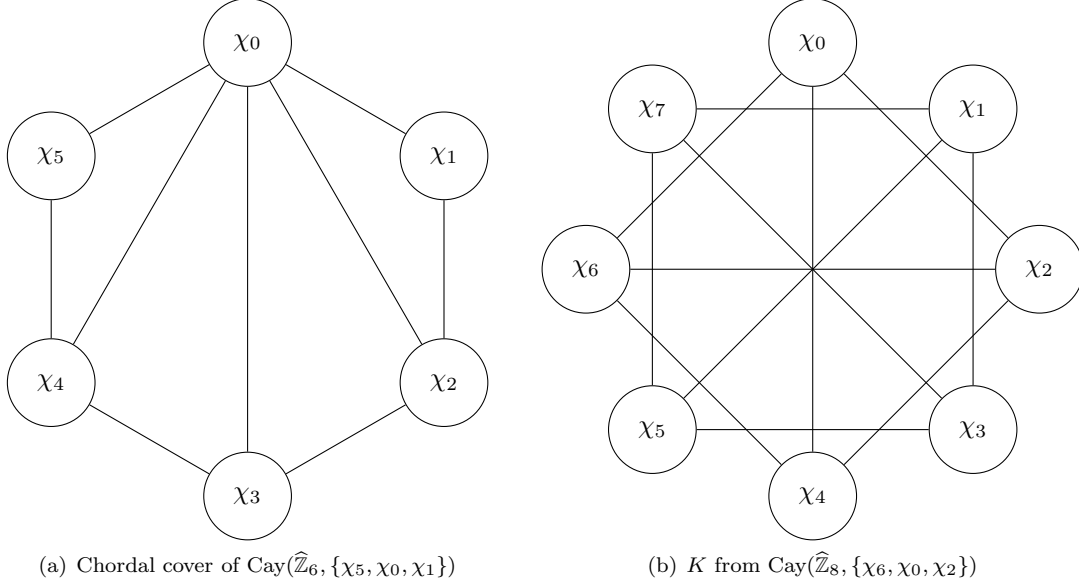 χ0 χ0
χ7 χ1
χ5 χ1
χ6 χ2
χ4 χ2
χ5 χ3
χ3 χ4
(a) Chordal cover of Cay(ℤ̂6, {χ5, χ0, χ1})
(b) K from Cay(ℤ̂8, {χ6, χ0, χ2})